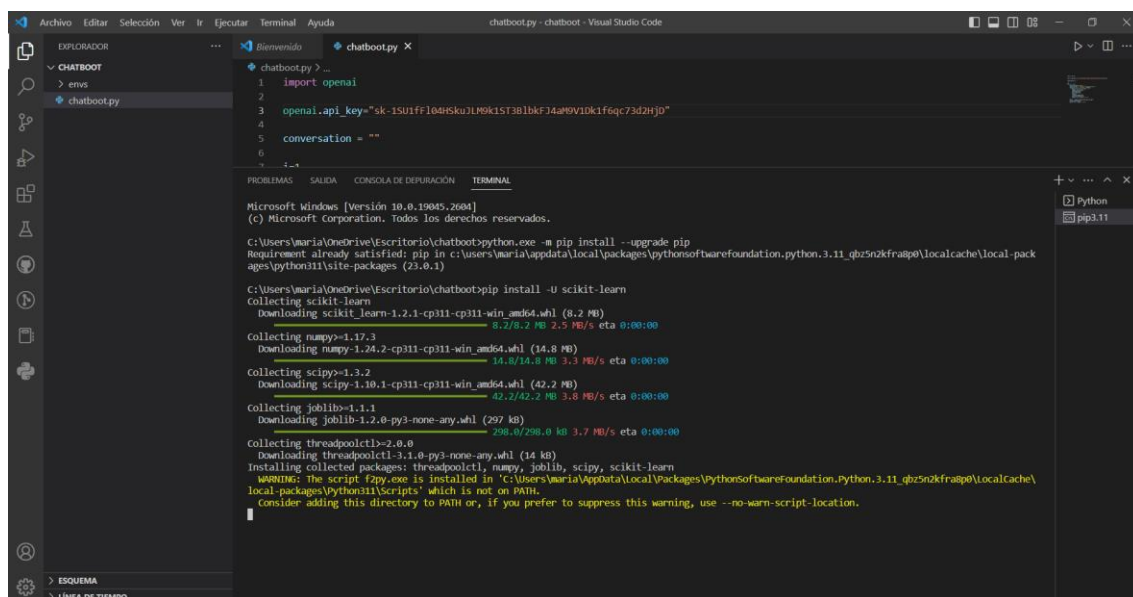 Archivo Editar Selección Ver Ir Ejecutar Terminal Ayuda
chatboot.py - chatboot - Visual Studio Code
EXPLORADOR
CHATBOOT
> envs
chatboot.py
Bienvenido
chatboot.py
chatboot.py > ...
1 import openai
2
3 openai.api_key=
4
5 conversation = ""
6
PROBLEMAS SALIDA CONSOLA DE DEPURACIÓN TERMINAL
Python
pip3.11
Microsoft Windows [Versión 10.0.19045.2604]
(c) Microsoft Corporation. Todos los derechos reservados.
C:\Users\maria\OneDrive\Escritorio\chatboot>python.exe -m pip install --upgrade pip
Requirement already satisfied: pip in c:\users\maria\appdata\local\packages\pythonsoftwarefoundation.python.3.11_qbz5n2kfra8p0\localcache\local-pack
ages\python311\site-packages (23.0.1)
C:\Users\maria\OneDrive\Escritorio\chatboot>pip install -U scikit-learn
Collecting scikit-learn
Downloading scikit_learn-1.2.1-cp311-cp311-win_amd64.whl (8.2 MB)
8.2/8.2 MB 2.5 MB/s eta 0:00:00
Collecting numpy>=1.17.3
Downloading numpy-1.24.2-cp311-cp311-win_amd64.whl (14.8 MB)
14.8/14.8 MB 3.3 MB/s eta 0:00:00
Collecting scipy>=1.3.2
Downloading scipy-1.10.1-cp311-cp311-win_amd64.whl (42.2 MB)
42.2/42.2 MB 3.8 MB/s eta 0:00:00
Collecting joblib>=1.1.1
Downloading joblib-1.2.0-py3-none-any.whl (297 kB)
298.0/298.0 kB 3.7 MB/s eta 0:00:00
Collecting threadpoolctl>=2.0.0
Downloading threadpoolctl-3.1.0-py3-none-any.whl (14 kB)
Installing collected packages: threadpoolctl, numpy, joblib, scipy, scikit-learn
WARNING: The script f2py.exe is installed in 'C:\Users\maria\AppData\Local\Packages\PythonSoftwareFoundation.Python.3.11_qbz5n2kfra8p0\LocalCache\
local-packages\Python311\Scripts' which is not on PATH.
Consider adding this directory to PATH or, if you prefer to suppress this warning, use --no-warn-script-location.
> ESQUEMA
> LÍNEA DE TIEMPO